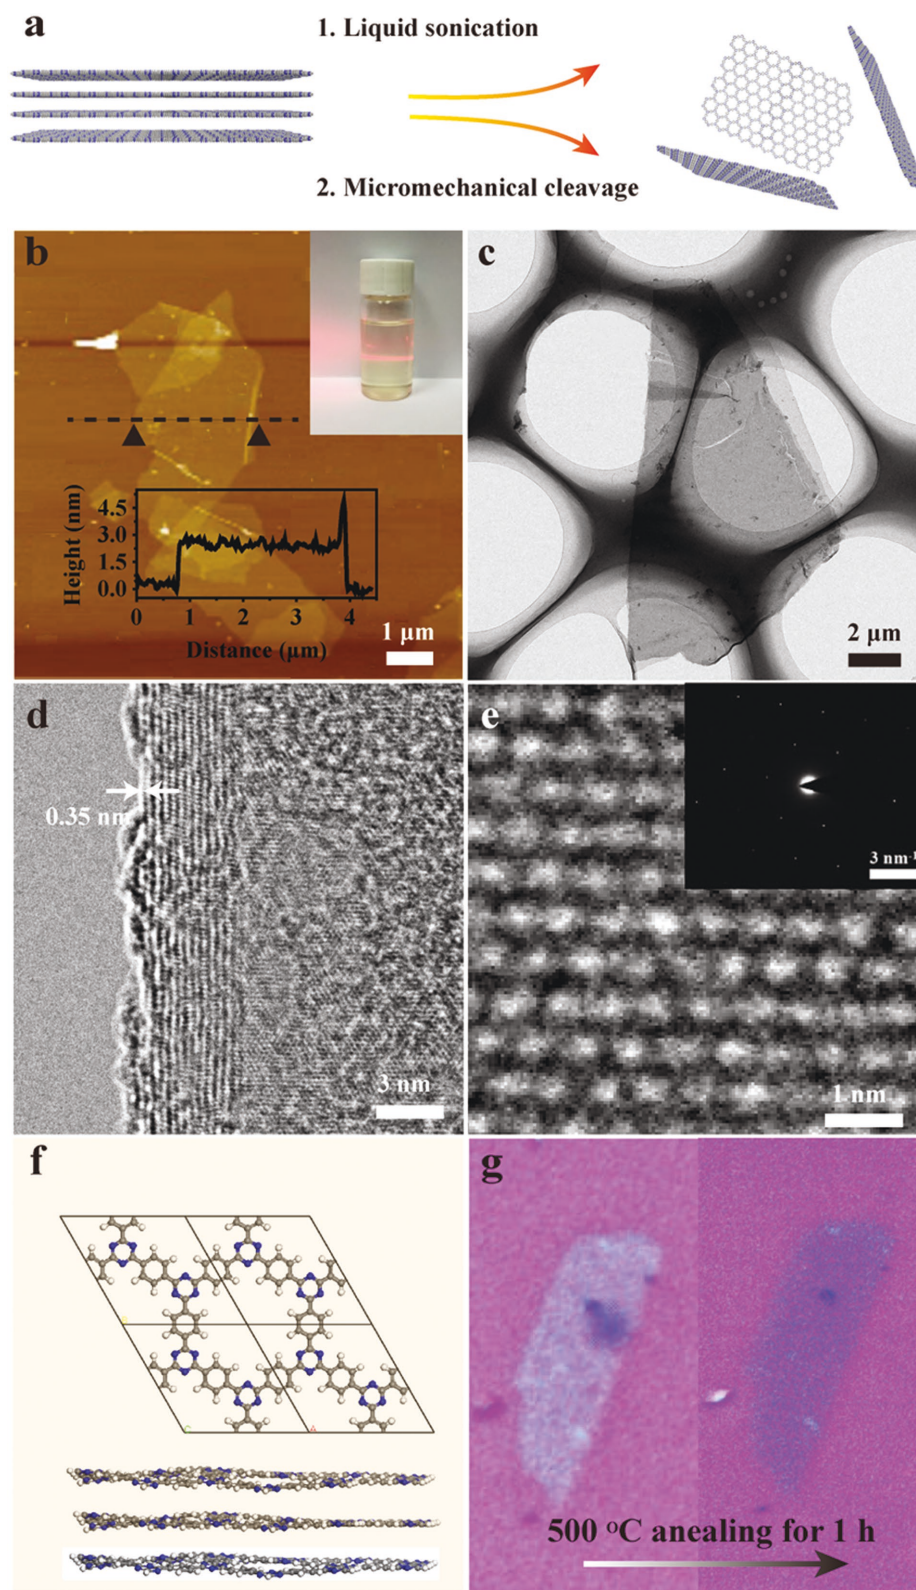 a
1. Liquid sonication
2. Micromechanical cleavage
b
Height (nm)
4.5
3.0
1.5
0.0
0 1 2 3 4
Distance (μm)
1 μm
c
2 μm
d
0.35 nm
3 nm
e
3 nm⁻¹
1 nm
f
g
500 °C anealing for 1 h